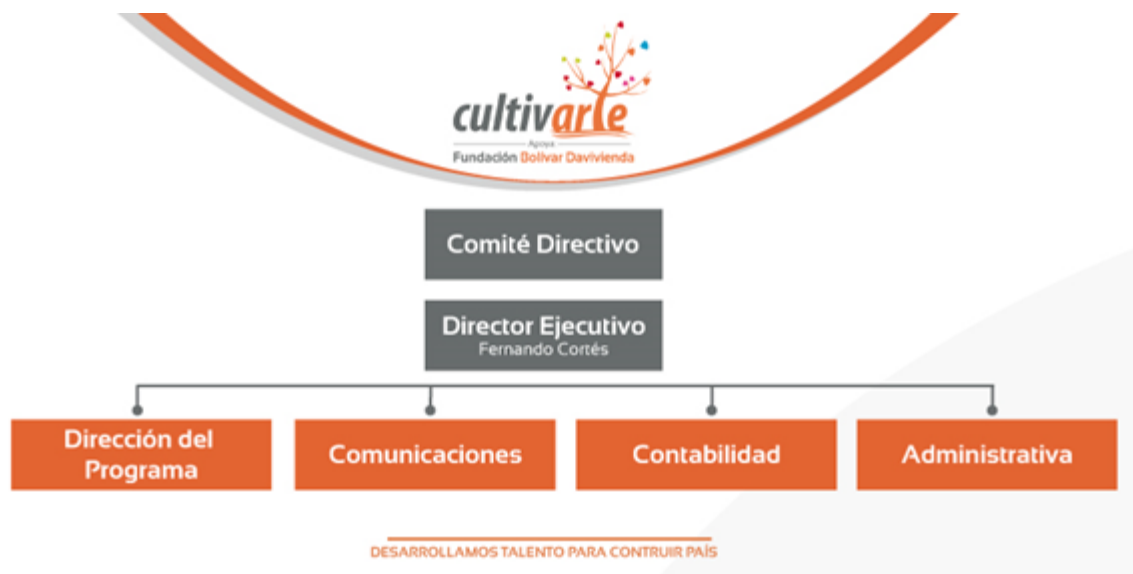 cultivarte
Apoya
Fundación Bolívar Davivienda
Comité Directivo
Director Ejecutivo
Fernando Cortés
Dirección del
Programa
Comunicaciones
Contabilidad
Administrativa
DESARROLLAMOS TALENTO PARA CONTRUIR PAÍS